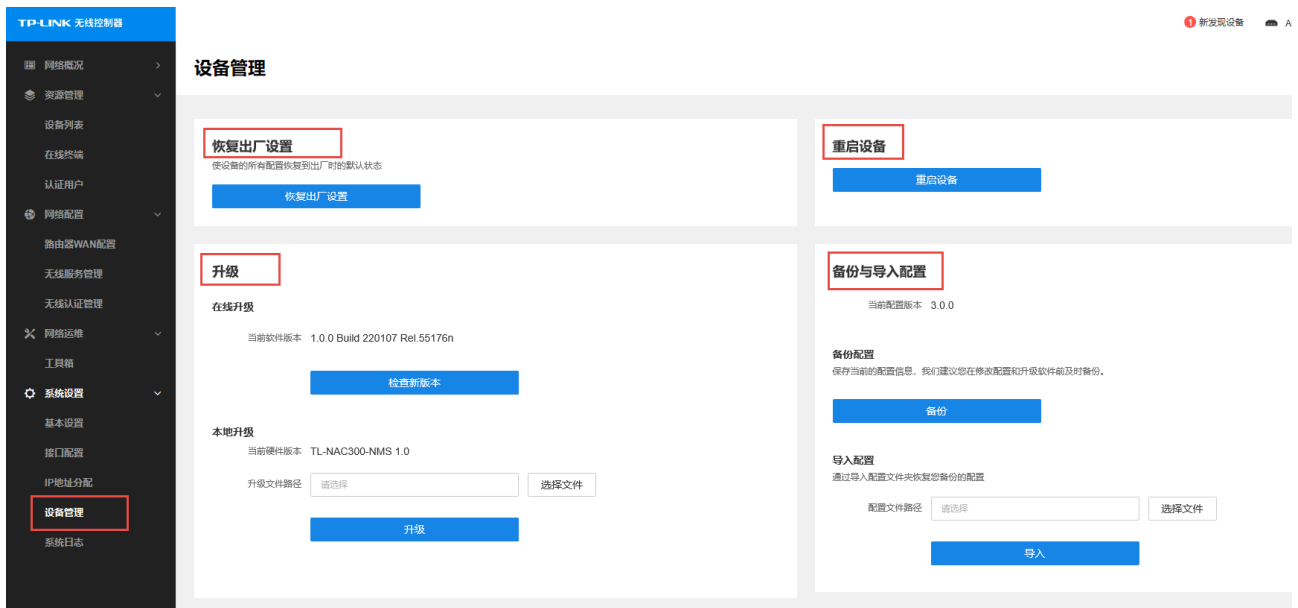 TP-LINK 无线控制器
1 新发现设备
A
网络概况
资源管理
设备列表
在线终端
认证用户
网络配置
路由器WAN配置
无线服务管理
无线认证管理
网络运维
工具箱
系统设置
基本设置
接口配置
IP地址分配
设备管理
系统日志
设备管理
恢复出厂设置
使设备的所有配置恢复到出厂时的默认状态
恢复出厂设置
重启设备
重启设备
升级
在线升级
当前软件版本 1.0.0 Build 220107 Rel.55176n
检查新版本
本地升级
当前硬件版本 TL-NAC300-NMS 1.0
升级文件路径 请选择 选择文件
升级
备份与导入配置
当前配置版本 3.0.0
备份配置
保存当前的配置信息，我们建议您在修改配置和升级软件前及时备份。
备份
导入配置
通过导入配置文件夹恢复您备份的配置
配置文件路径 请选择 选择文件
导入